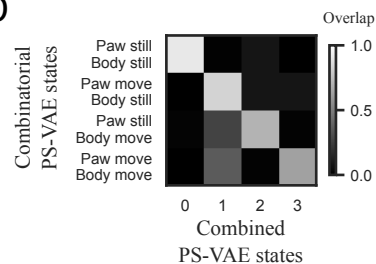 Overlap
Combinatorial
PS-VAE states
Paw still
Body still
Paw move
Body still
Paw still
Body move
Paw move
Body move
1.0
0.5
0.0
0 1 2 3
Combined
PS-VAE states